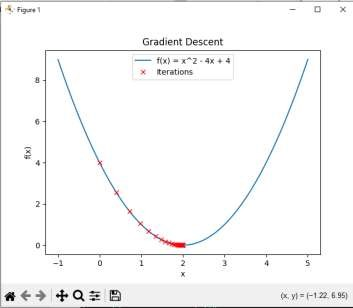 Figure 1
Gradient Descent
f(x) = x^2 - 4x + 4
Iterations
8
6
4
2
0
f(x)
−1
0
1
2
3
4
5
x
(x, y) = (−1.22, 6.95)